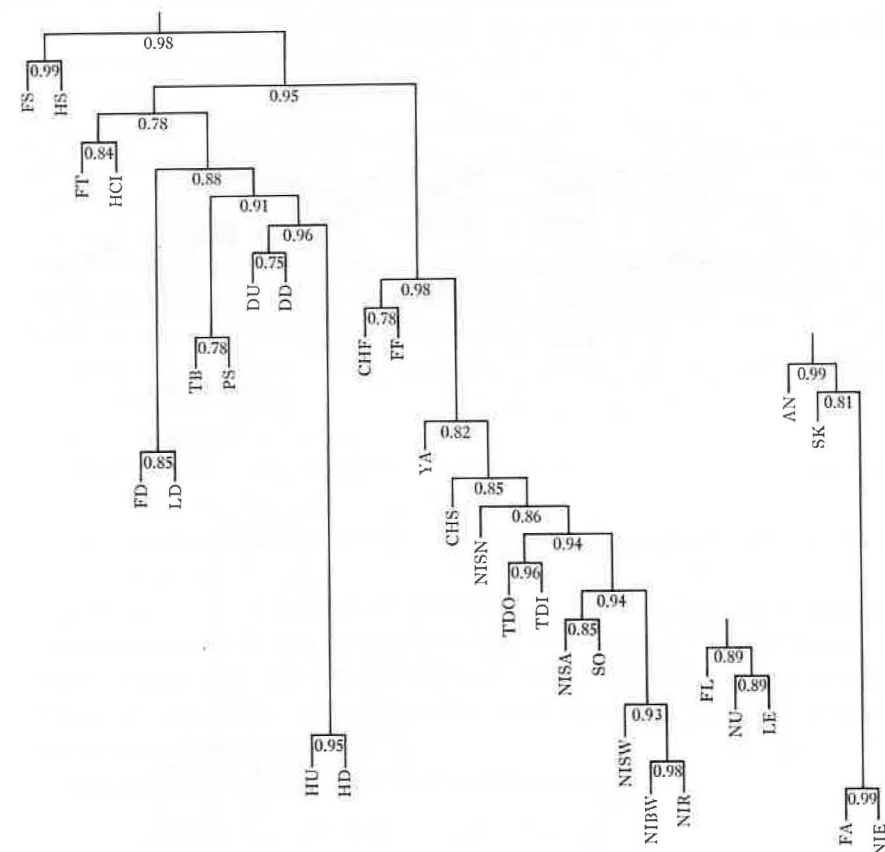 0.98
0.99
FS HS
0.95
0.78
0.84
FT HCI
0.88
0.91
0.96
0.75
DU DD
0.98
0.78
CHF FF
0.78
TB PS
0.99
AN
0.81
SK
0.82
YA
0.85
FD LD
0.85
CHS
0.86
NISN
0.94
0.96
TDO TDI
0.94
0.85
NISA SO
0.89
FL
0.89
NU LE
0.93
NISW
0.95
HU HD
0.98
NIBW NIR
0.99
FA NIE